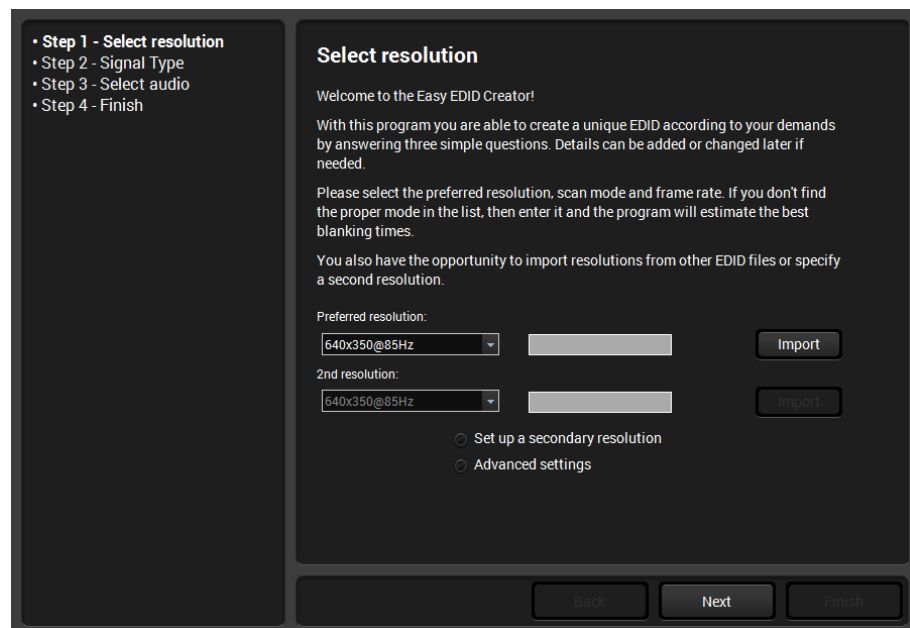 • Step 1 - Select resolution
• Step 2 - Signal Type
• Step 3 - Select audio
• Step 4 - Finish
Select resolution
Welcome to the Easy EDID Creator!
With this program you are able to create a unique EDID according to your demands
by answering three simple questions. Details can be added or changed later if
needed.
Please select the preferred resolution, scan mode and frame rate. If you don't find
the proper mode in the list, then enter it and the program will estimate the best
blanking times.
You also have the opportunity to import resolutions from other EDID files or specify
a second resolution.
Preferred resolution:
640x350@85Hz Import
2nd resolution:
640x350@85Hz Import
Set up a secondary resolution
Advanced settings
Back Next Finish